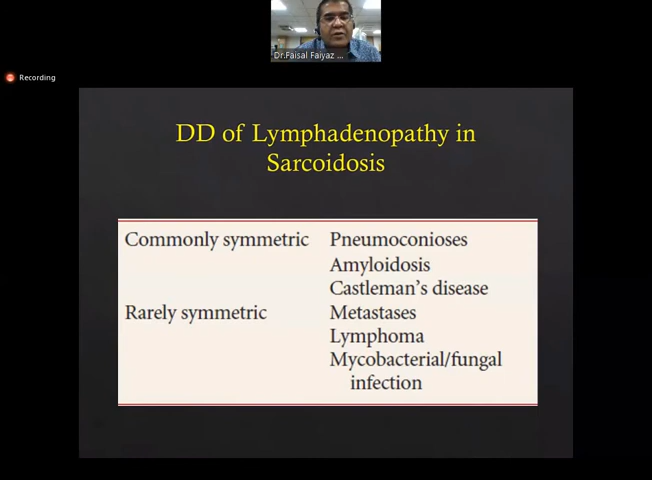 Dr.Faisal Faiyaz ...
Recording
DD of Lymphadenopathy in
Sarcoidosis
Commonly symmetric Pneumoconioses
Amyloidosis
Castleman's disease
Rarely symmetric Metastases
Lymphoma
Mycobacterial/fungal
infection